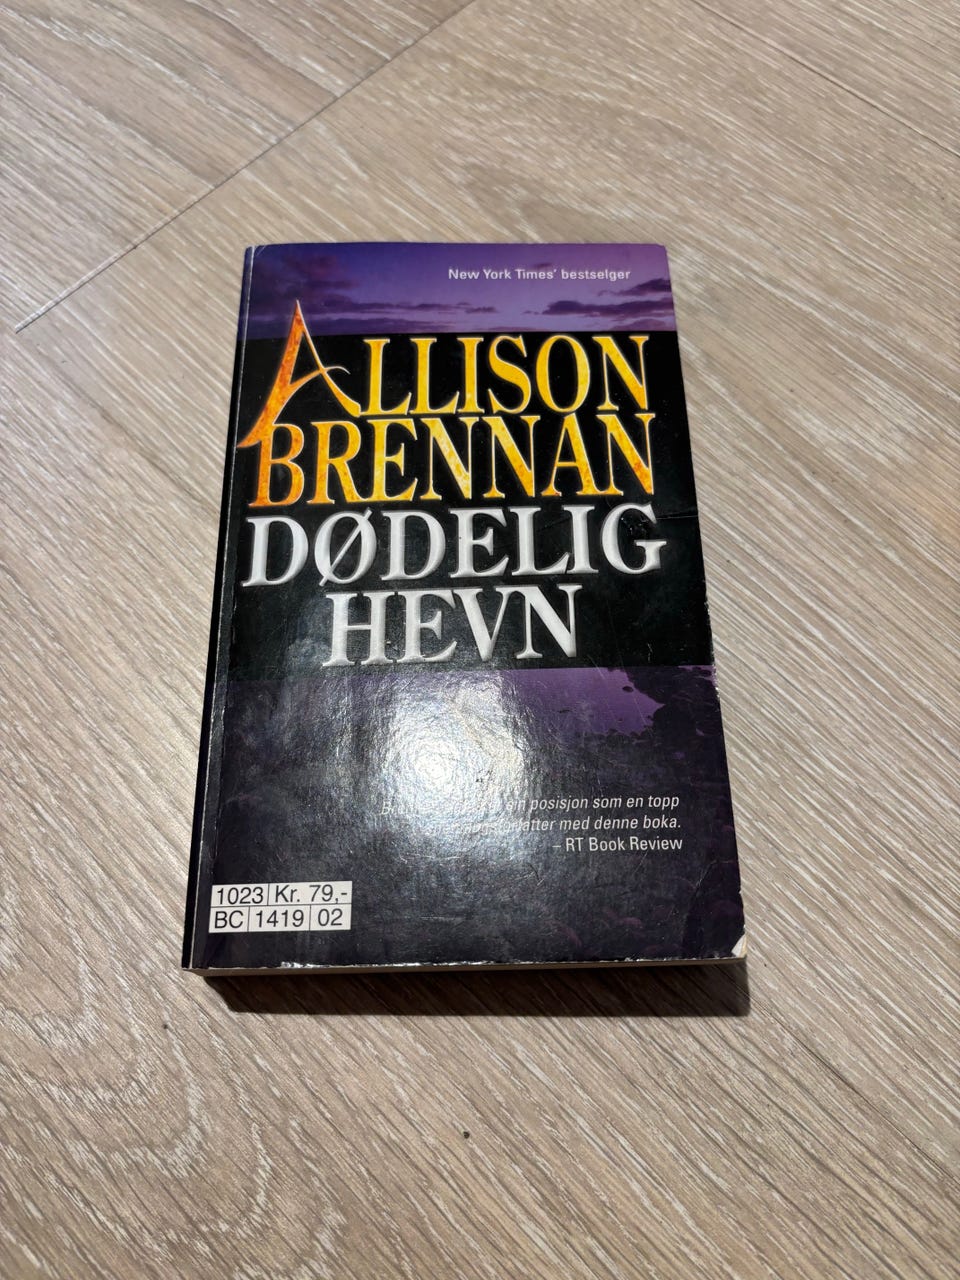 New York Times' bestselger
ALLISON
BRENNAN
DØDELIG
HEVN
sin posisjon som en topp
med denne boka.
– RT Book Review
1023 Kr. 79,-
BC 1419 02